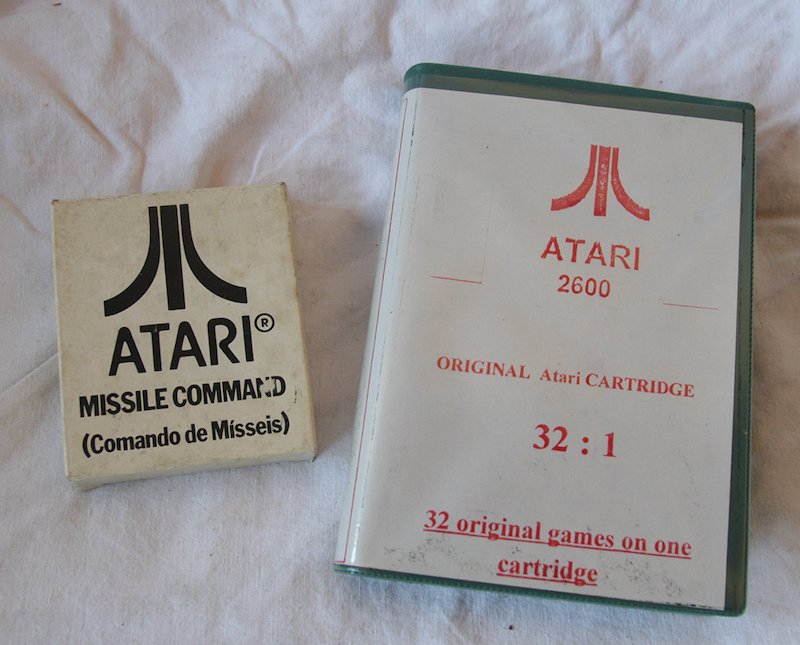 ATARI®
MISSILE COMMAND
(Comando de Mísseis)
ATARI
2600
ORIGINAL Atari CARTRIDGE
32 : 1
32 original games on one
cartridge